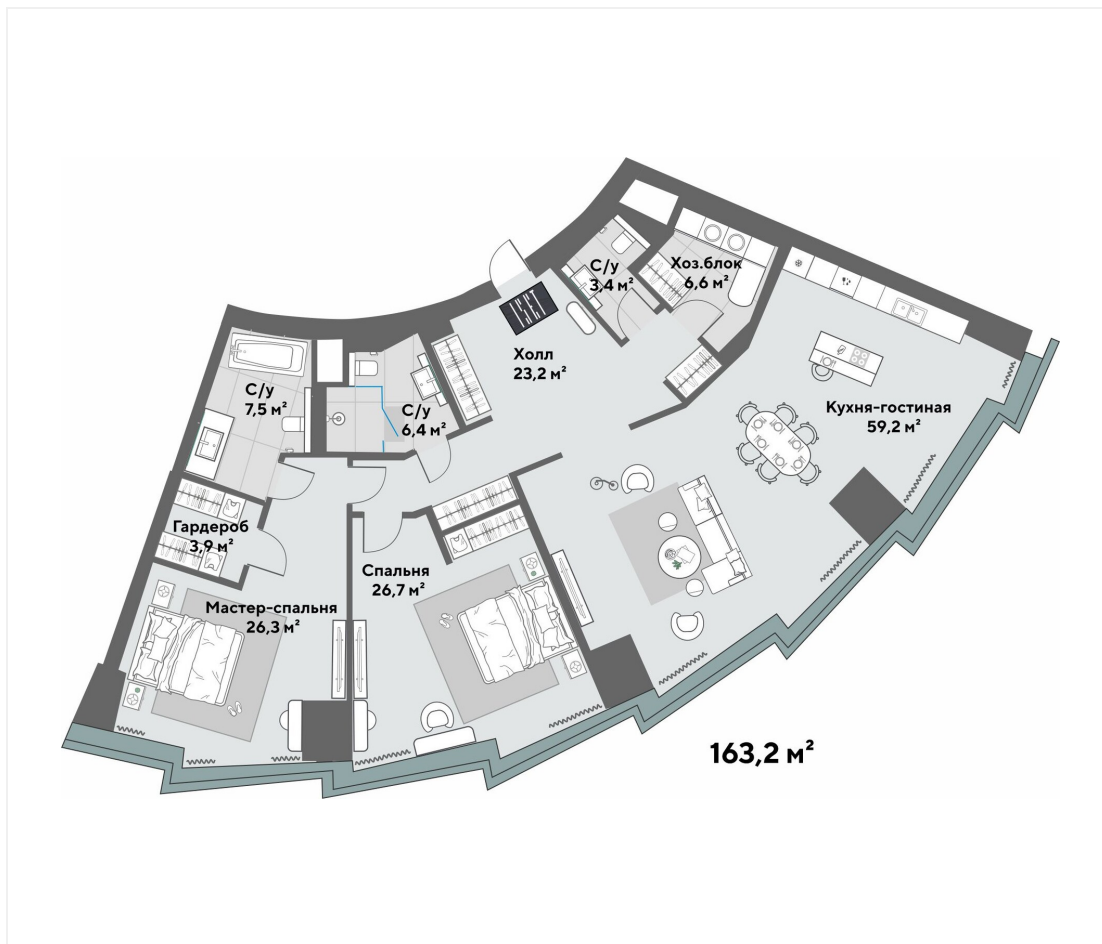 С/у
3,4 м²
Хоз.блок
6,6 м²
Холл
23,2 м²
С/у
7,5 м²
С/у
6,4 м²
Кухня-гостиная
59,2 м²
Гардероб
3,9 м²
Спальня
26,7 м²
Мастер-спальня
26,3 м²
163,2 м²